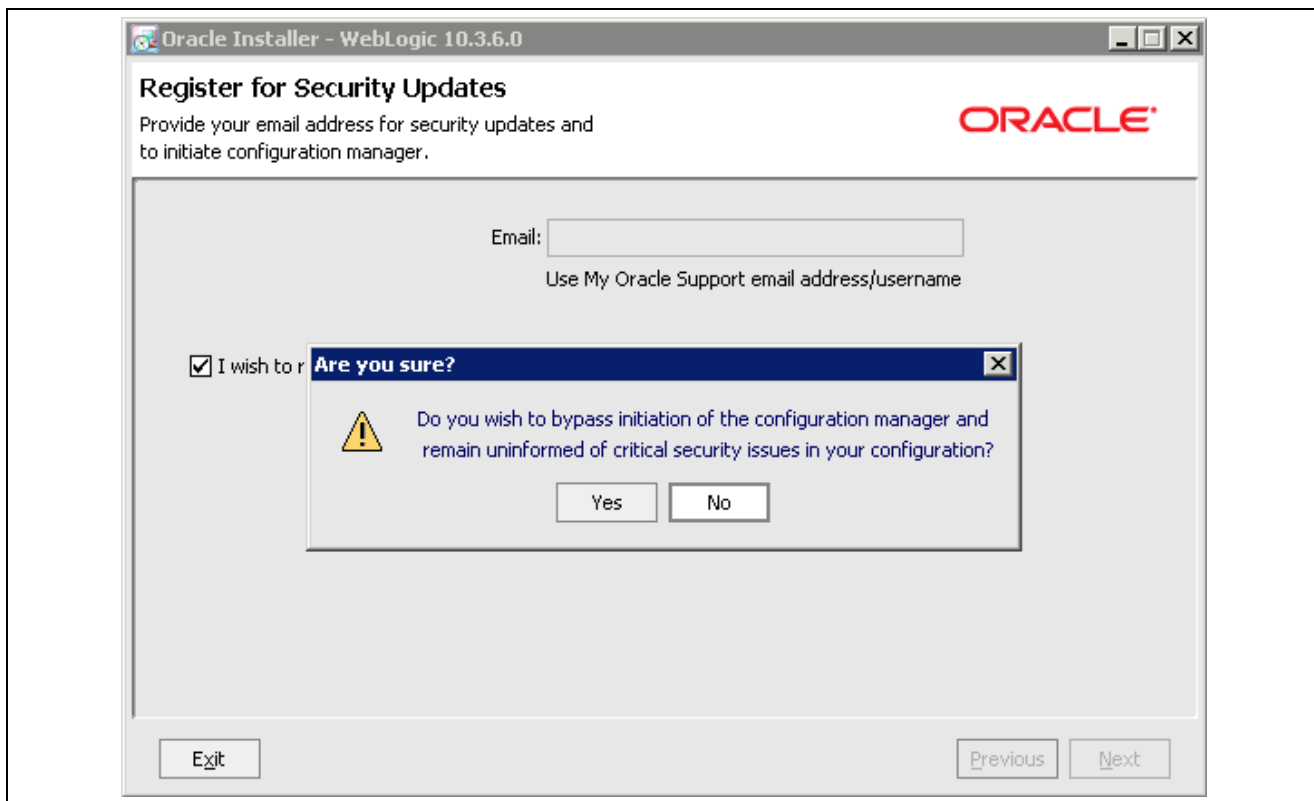 Oracle Installer - WebLogic 10.3.6.0
Register for Security Updates
Provide your email address for security updates and
to initiate configuration manager.
ORACLE
Email:
Use My Oracle Support email address/username
I wish to r
Are you sure?
Do you wish to bypass initiation of the configuration manager and
remain uninformed of critical security issues in your configuration?
Yes No
Exit Previous Next